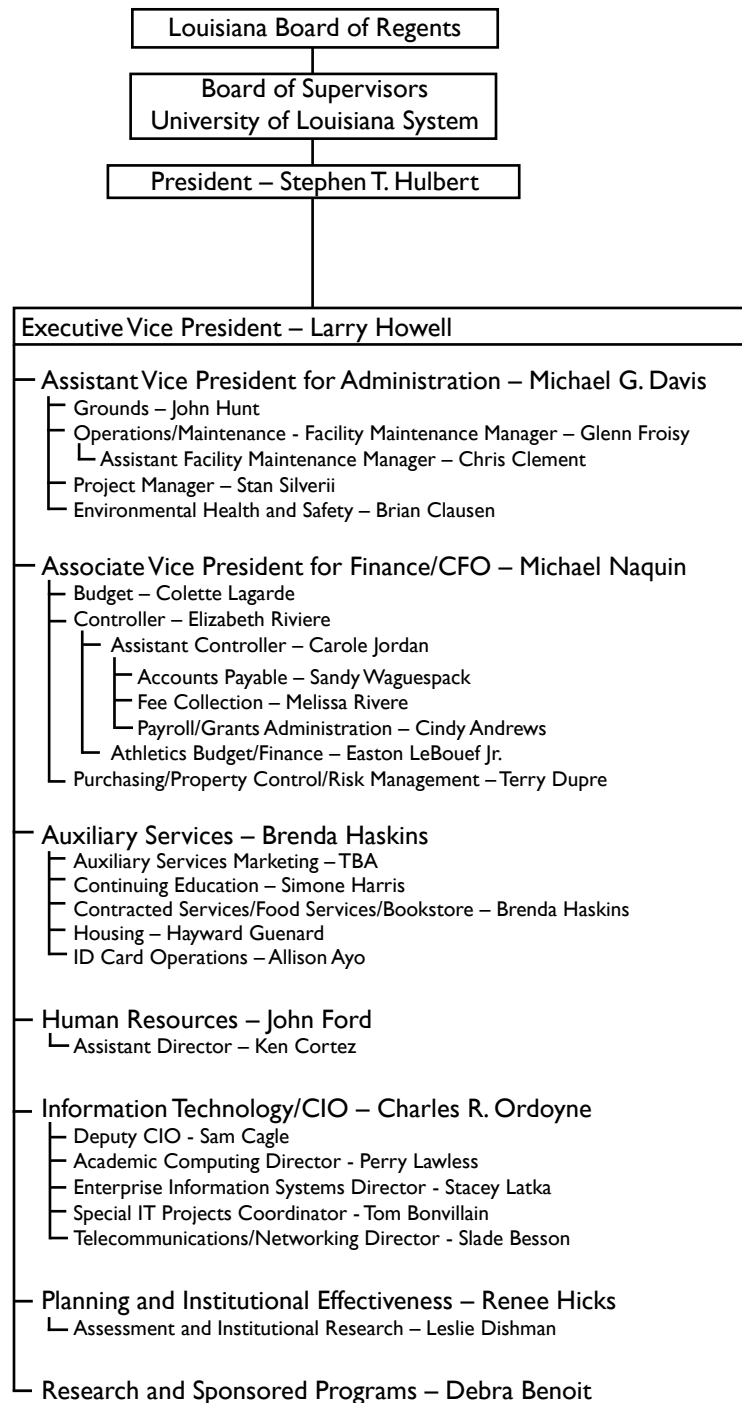 Louisiana Board of Regents
Board of Supervisors
University of Louisiana System
President – Stephen T. Hulbert
Executive Vice President – Larry Howell
Assistant Vice President for Administration – Michael G. Davis
Grounds – John Hunt
Operations/Maintenance - Facility Maintenance Manager – Glenn Froisy
Assistant Facility Maintenance Manager – Chris Clement
Project Manager – Stan Silverii
Environmental Health and Safety – Brian Clausen
Associate Vice President for Finance/CFO – Michael Naquin
Budget – Colette Lagarde
Controller – Elizabeth Riviere
Assistant Controller – Carole Jordan
Accounts Payable – Sandy Waguespack
Fee Collection – Melissa Rivere
Payroll/Grants Administration – Cindy Andrews
Athletics Budget/Finance – Easton LeBouef Jr.
Purchasing/Property Control/Risk Management – Terry Dupre
Auxiliary Services – Brenda Haskins
Auxiliary Services Marketing – TBA
Continuing Education – Simone Harris
Contracted Services/Food Services/Bookstore – Brenda Haskins
Housing – Hayward Guenard
ID Card Operations – Allison Ayo
Human Resources – John Ford
Assistant Director – Ken Cortez
Information Technology/CIO – Charles R. Ordoyne
Deputy CIO - Sam Cagle
Academic Computing Director - Perry Lawless
Enterprise Information Systems Director - Stacey Latka
Special IT Projects Coordinator - Tom Bonvillain
Telecommunications/Networking Director - Slade Besson
Planning and Institutional Effectiveness – Renee Hicks
Assessment and Institutional Research – Leslie Dishman
Research and Sponsored Programs – Debra Benoit